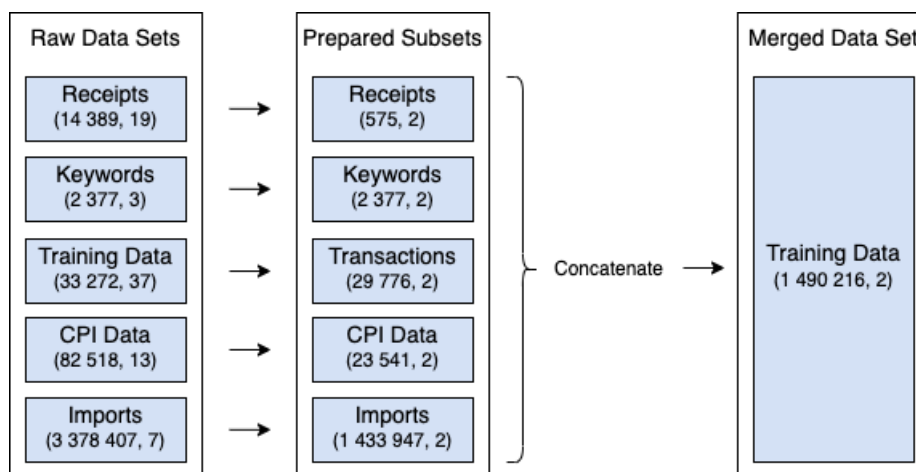 Raw Data Sets
Receipts
(14 389, 19)
Keywords
(2 377, 3)
Training Data
(33 272, 37)
CPI Data
(82 518, 13)
Imports
(3 378 407, 7)
Prepared Subsets
Receipts
(575, 2)
Keywords
(2 377, 2)
Transactions
(29 776, 2)
CPI Data
(23 541, 2)
Imports
(1 433 947, 2)
Concatenate
Merged Data Set
Training Data
(1 490 216, 2)